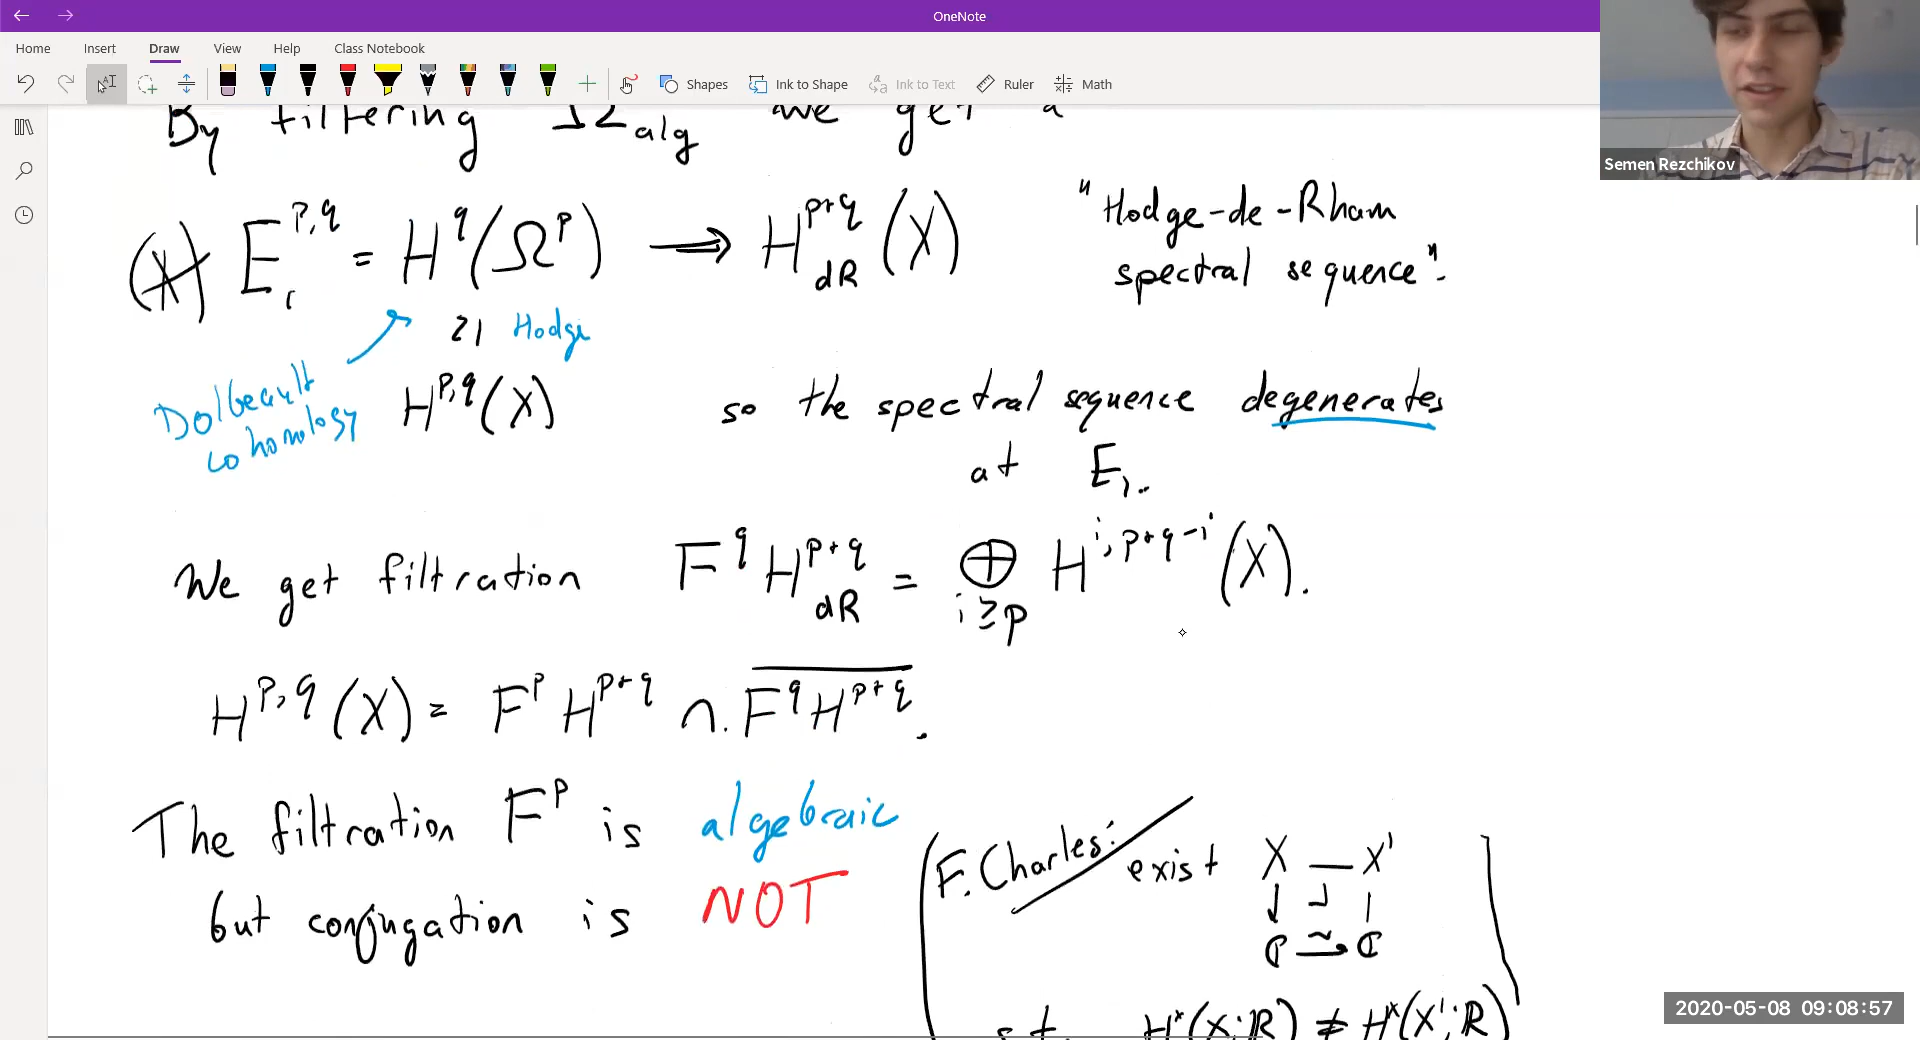 OneNote
Home Insert Draw View Help Class Notebook
Shapes Ink to Shape Ink to Text Ruler Math
Semen Rezchikov
By filtering Ω_alg we get a
(*) E_1^{p,q} = H^q(Ω^p) ⟹ H_{dR}^{p+q}(X) "Hodge-de-Rham
spectral sequence".
≅ Hodge
Dolbeault
cohomology
H^{p,q}(X) so the spectral sequence degenerates
at E_1.
We get filtration F^q H_{dR}^{p+q} = ⊕_{i≥p} H^{i,p+q-i}(X).
H^{p,q}(X) = F^p H^{p+q} ∩ \overline{F^q H^{p+q}}.
The filtration F^p is algebraic
but conjugation is NOT
(F. Charles: exist X — X'
↓ ⌟ |
ℂ ⥲ ℂ
s.t. H^*(X;ℝ) ≠ H^*(X';ℝ)
2020-05-08 09:08:57